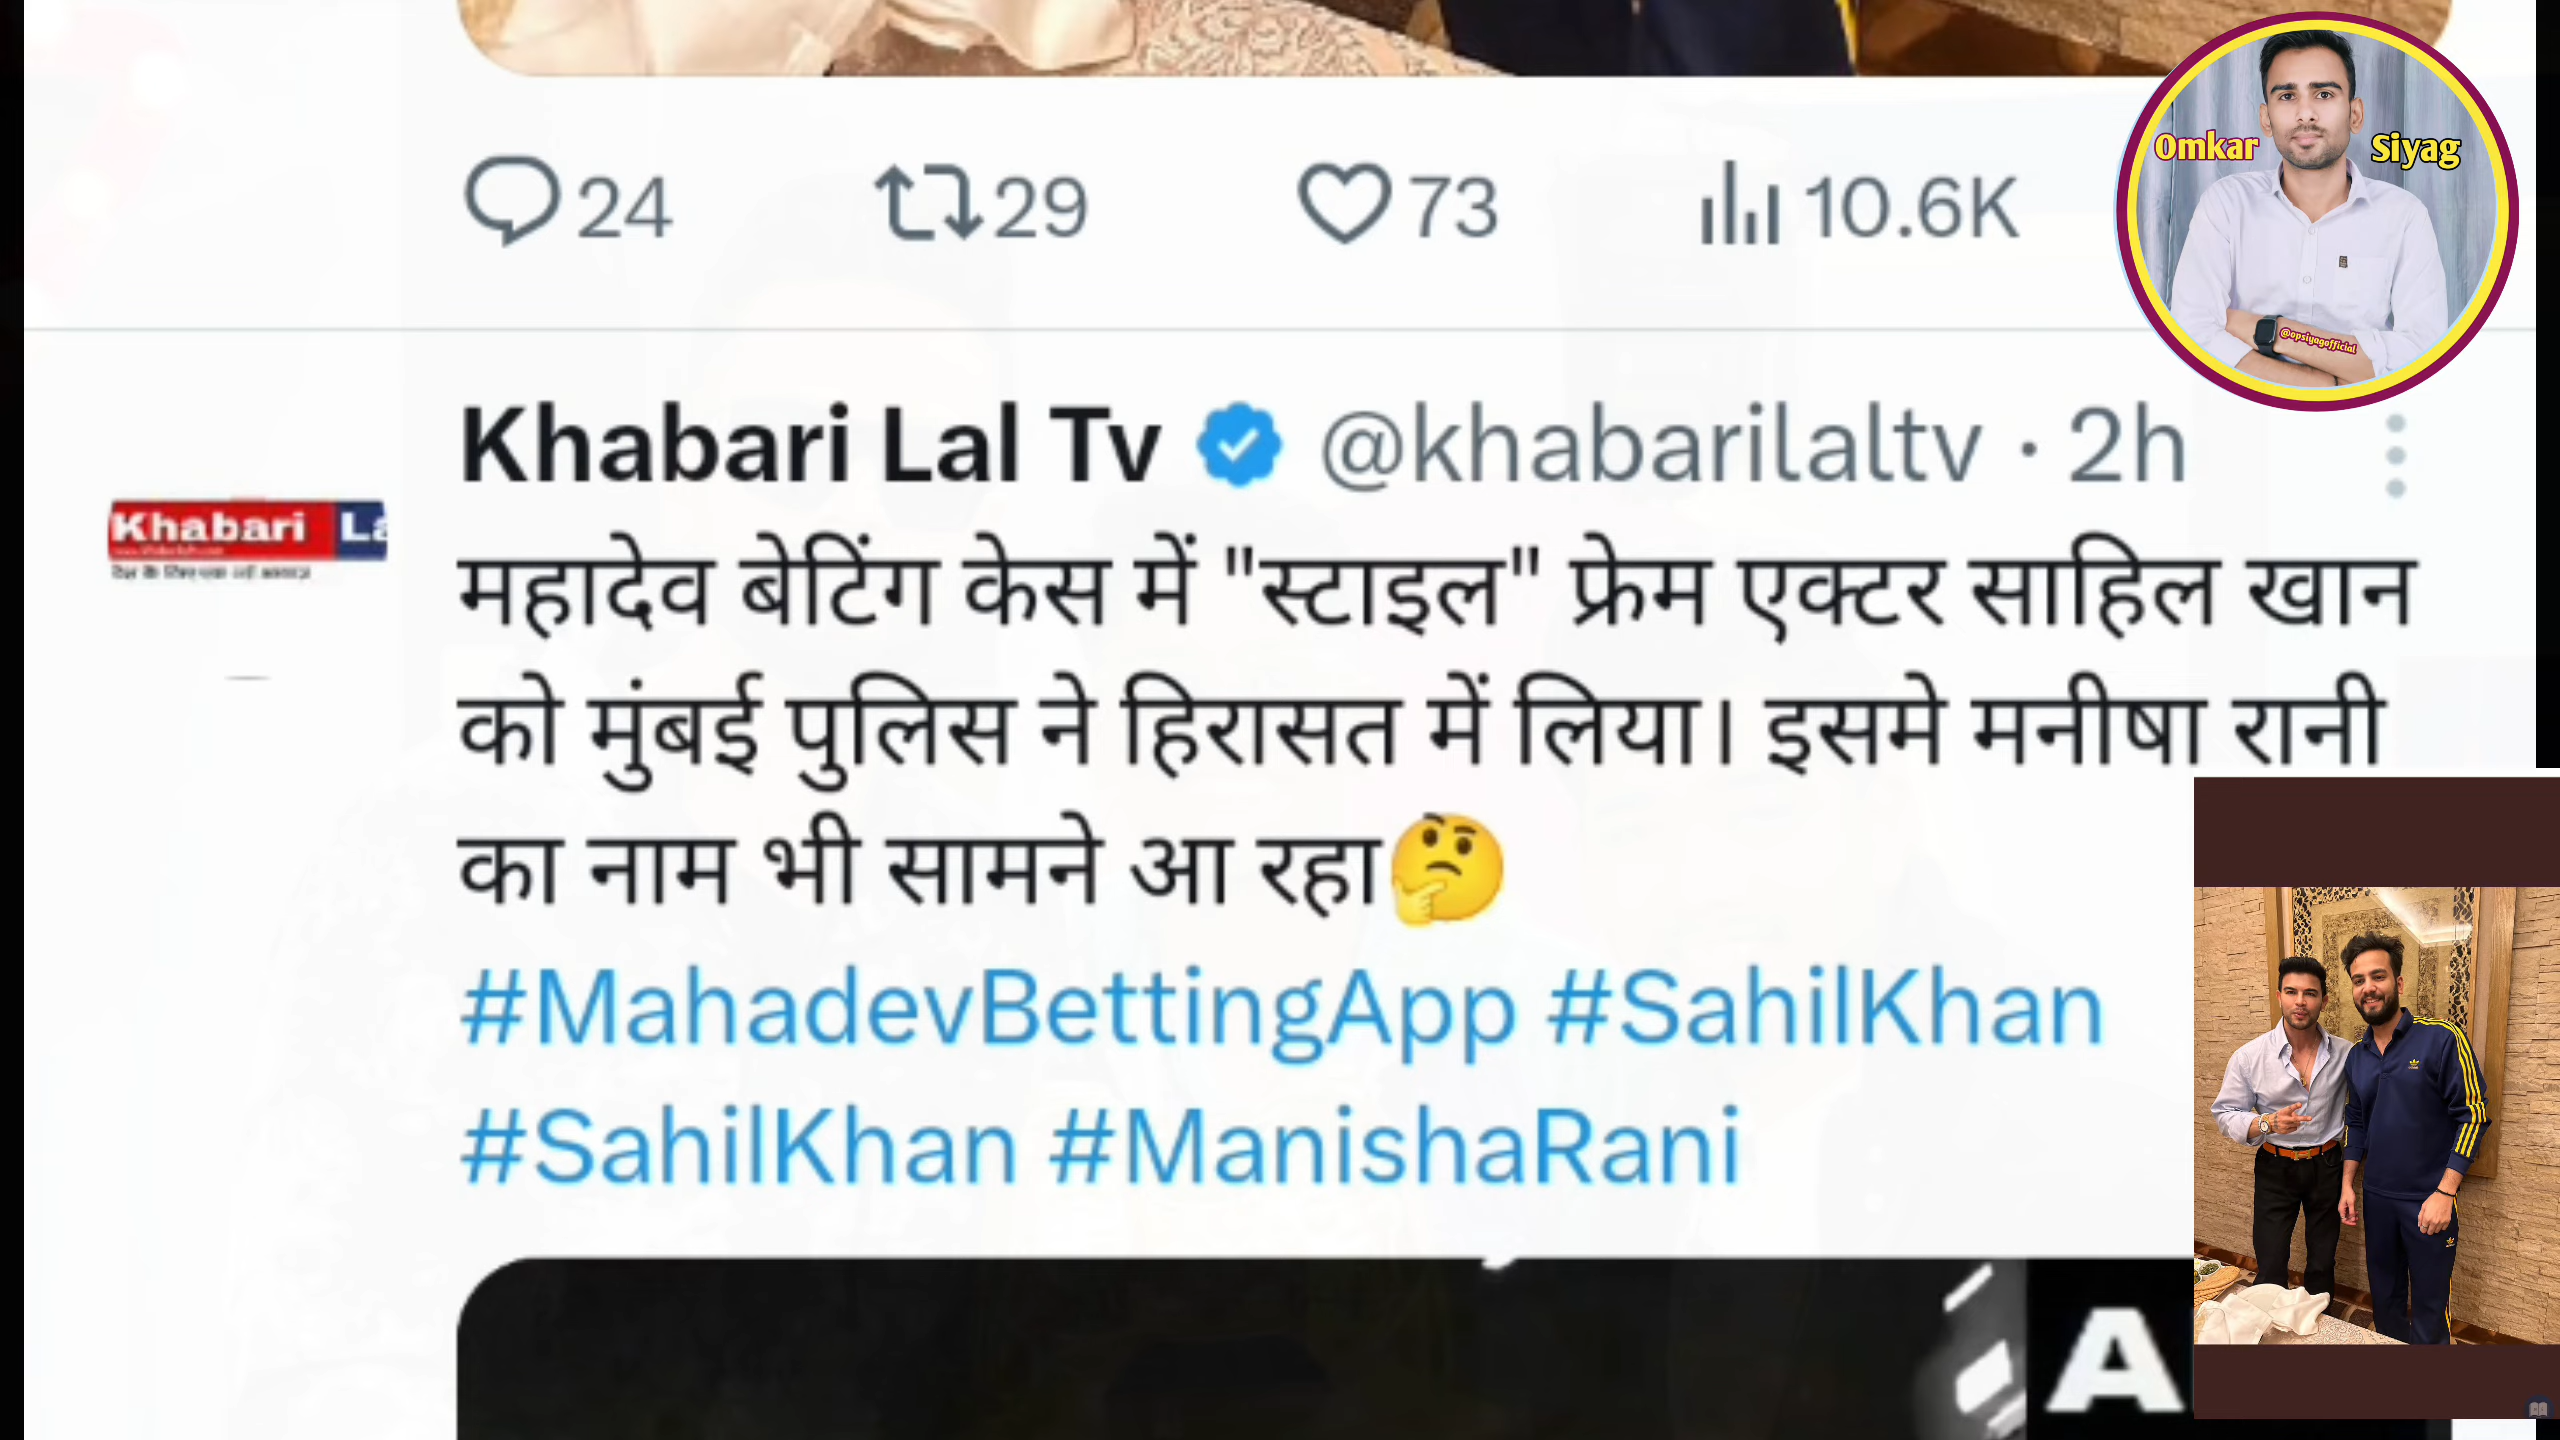 24 29 73 10.6K
Omkar Siyag
@opsiyagofficial
Khabari Lal Tv @khabarilaltv · 2h
Khabari La
महादेव बेटिंग केस में "स्टाइल" फ्रेम एक्टर साहिल खान
को मुंबई पुलिस ने हिरासत में लिया। इसमे मनीषा रानी
का नाम भी सामने आ रहा🤔
#MahadevBettingApp #SahilKhan
#SahilKhan #ManishaRani
A